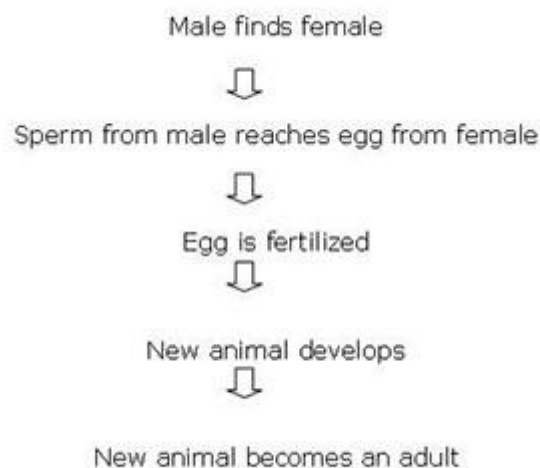 Male finds female
Sperm from male reaches egg from female
Egg is fertilized
New animal develops
New animal becomes an adult